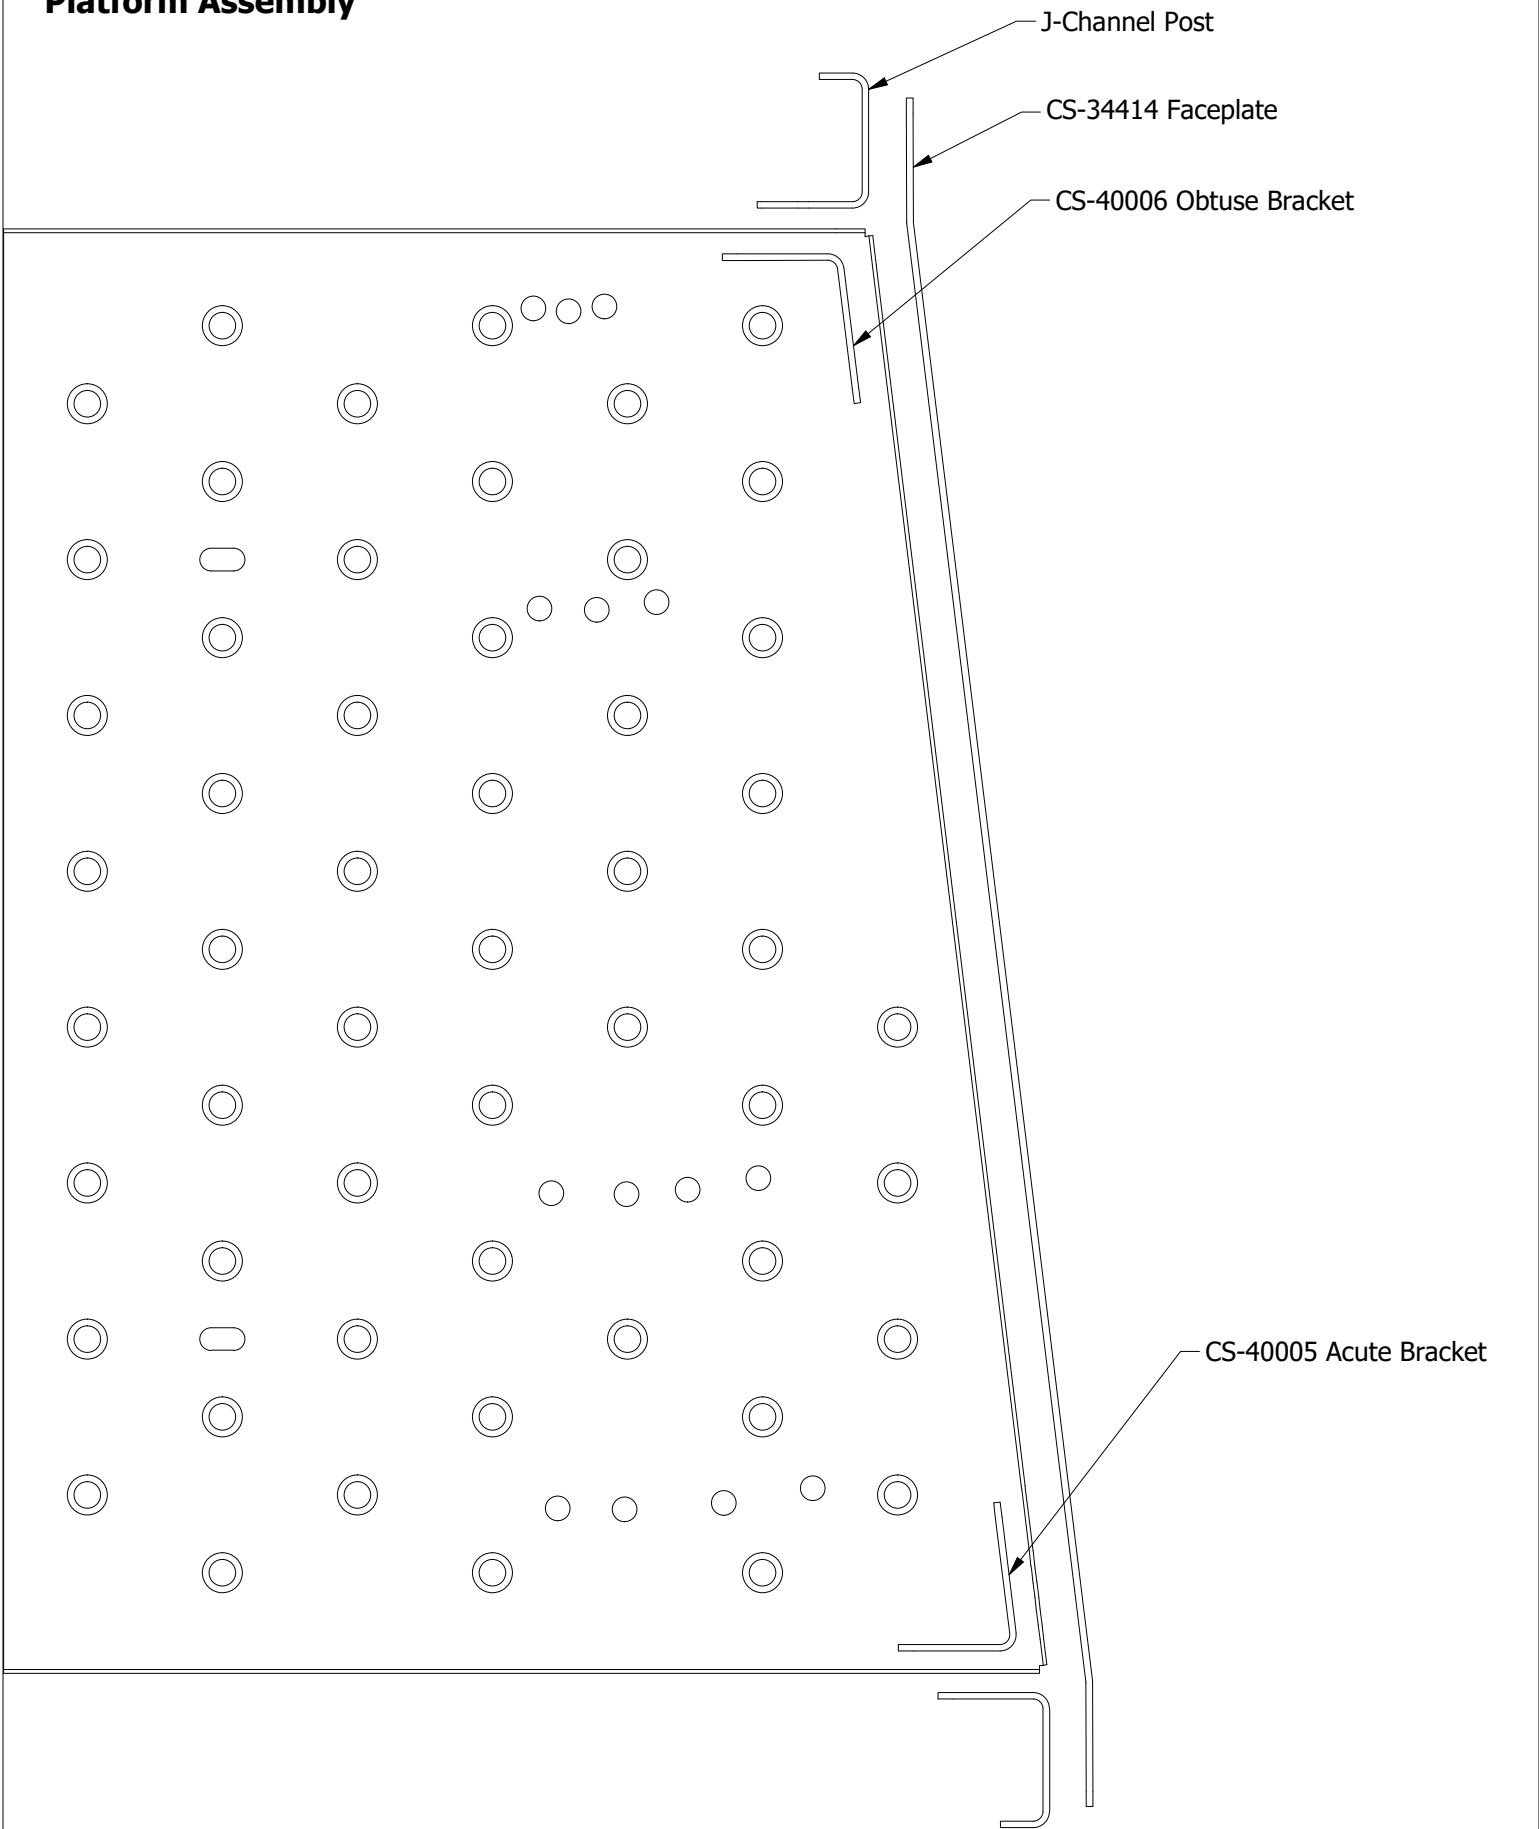 Platform Assembly
J-Channel Post
CS-34414 Faceplate
CS-40006 Obtuse Bracket
CS-40005 Acute Bracket